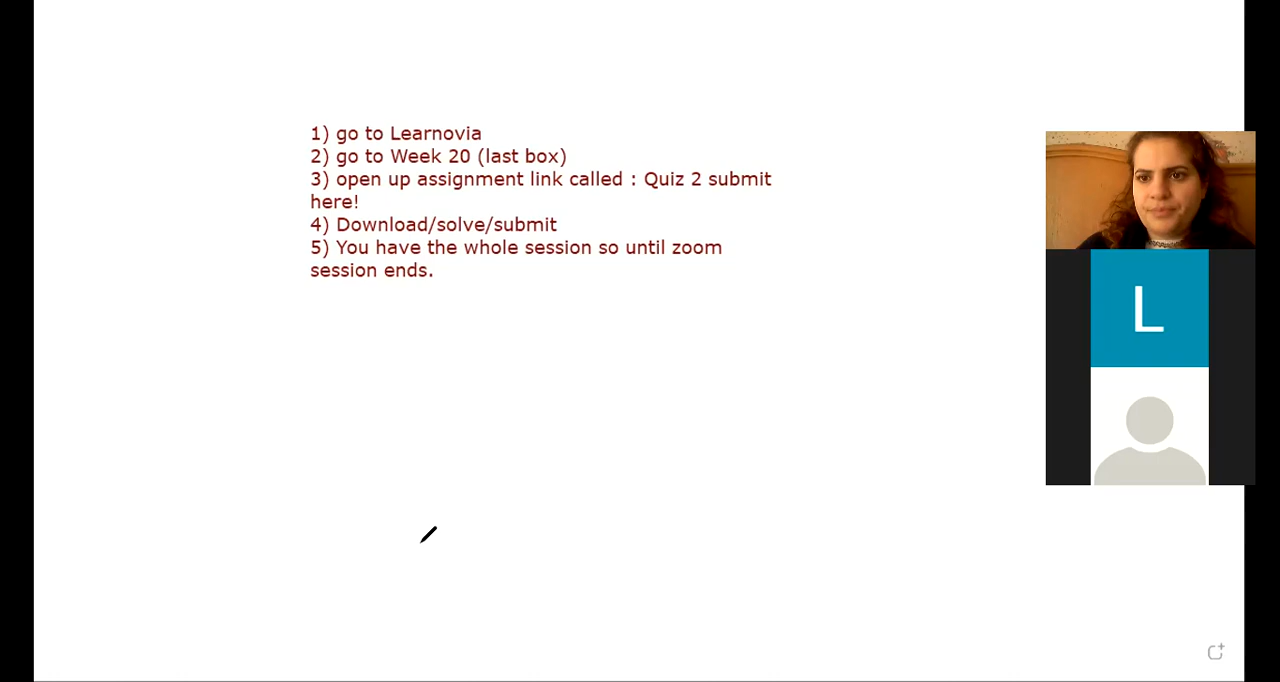 1) go to Learnovia
2) go to Week 20 (last box)
3) open up assignment link called : Quiz 2 submit
here!
4) Download/solve/submit
5) You have the whole session so until zoom
session ends.
L